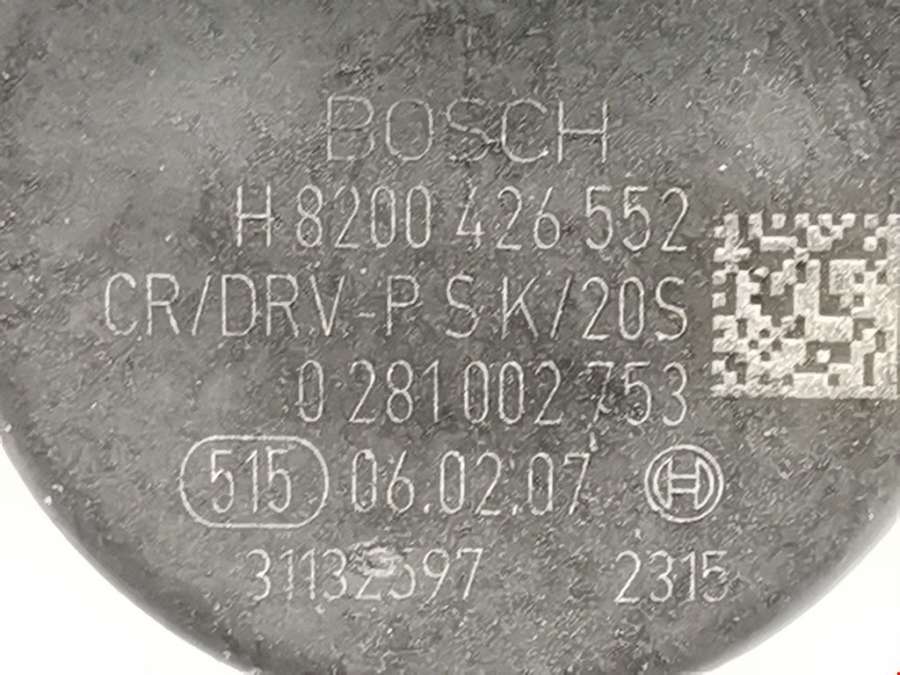 BOSCH
H 8200 426 552
CR/DRV-P S K/20S
0 281 002 753
515 06.02.07
31132597 2315